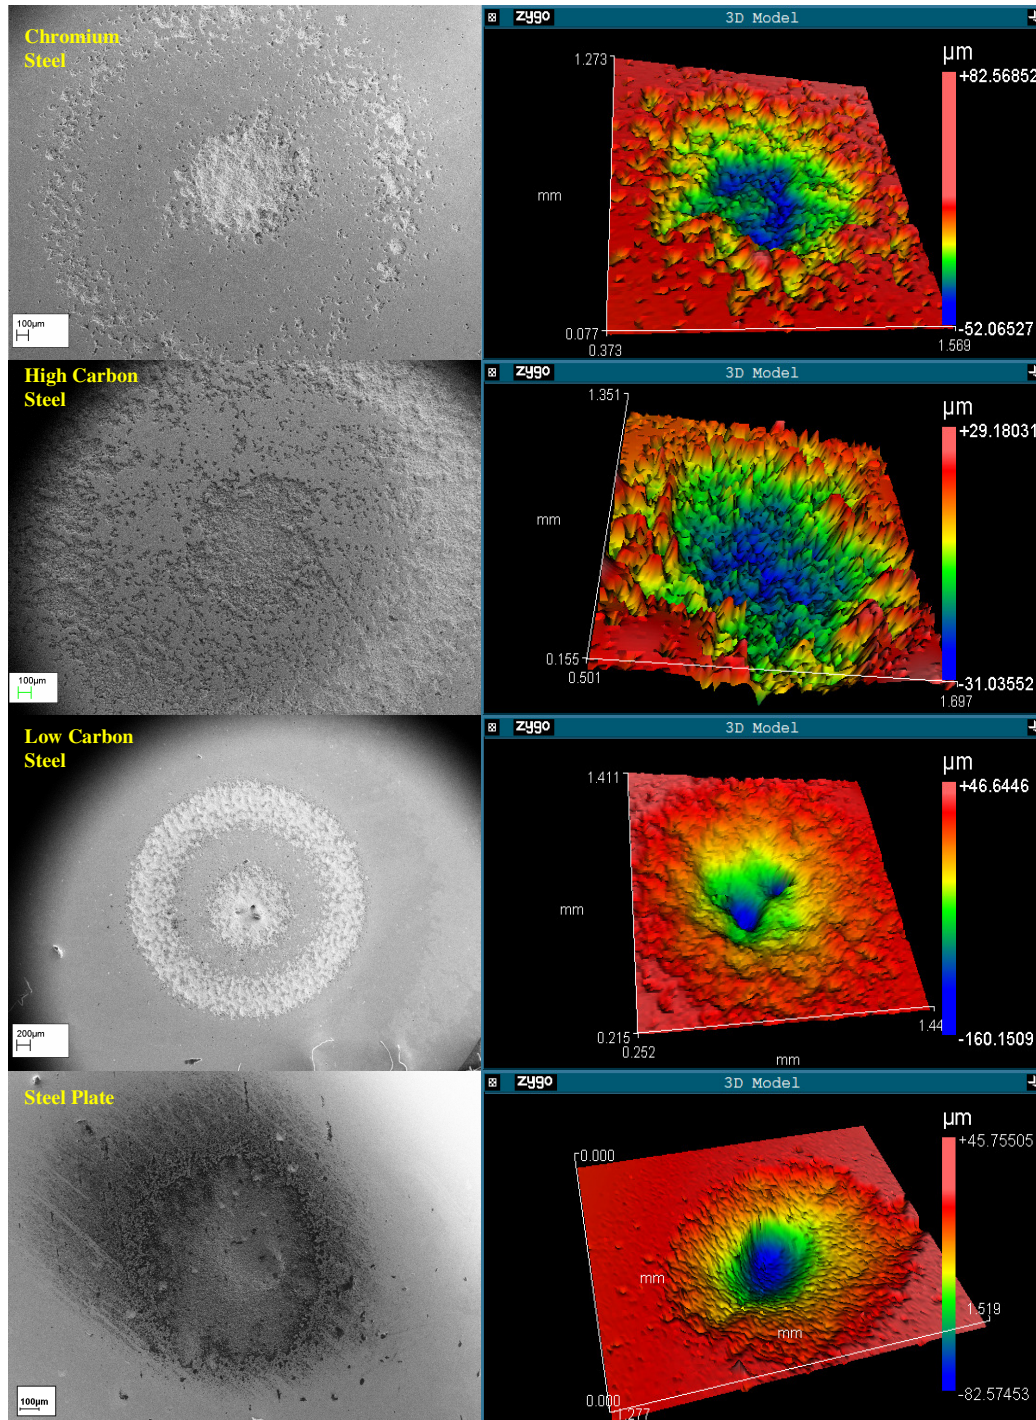 Chromium
Steel
100µm
zygo
3D Model
1.273
mm
0.077
0.373
1.569
µm
+82.56852
-52.06527
High Carbon
Steel
100µm
zygo
3D Model
1.351
mm
0.155
0.501
1.697
µm
+29.18031
-31.03552
Low Carbon
Steel
200µm
zygo
3D Model
1.411
mm
0.215
0.252
mm
1.44
µm
+46.6446
-160.1509
Steel Plate
100µm
zygo
3D Model
0.000
mm
mm
0.000
1.277
1.519
µm
+45.75505
-82.57453